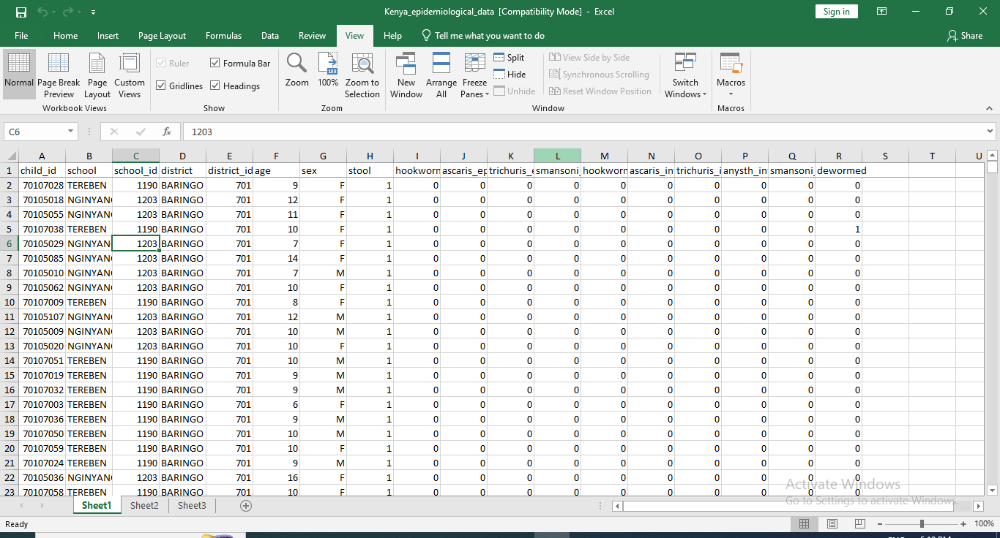 Kenya_epidemiological_data [Compatibility Mode] - Excel
Sign in
File Home Insert Page Layout Formulas Data Review View Help Tell me what you want to do Share
Normal Page Break Preview Page Layout Custom Views
Workbook Views
Ruler Formula Bar
Gridlines Headings
Show
Zoom 100% Zoom to Selection
Zoom
New Window Arrange All Freeze Panes
Split
Hide
Unhide
View Side by Side
Synchronous Scrolling
Reset Window Position
Switch Windows
Window
Macros
Macros
C6 fx 1203
A B C D E F G H I J K L M N O P Q R S T U
1 child_id school school_id district district_id age sex stool hookworm ascaris_ep trichuris_e smansoni_ hookworm ascaris_in trichuris_i anysth_in smansoni_ dewormed
2 70107028 TEREBEN 1190 BARINGO 701 9 F 1 0 0 0 0 0 0 0 0 0 0
3 70105018 NGINYANG 1203 BARINGO 701 12 F 1 0 0 0 0 0 0 0 0 0 0
4 70105055 NGINYANG 1203 BARINGO 701 11 F 1 0 0 0 0 0 0 0 0 0 0
5 70107038 TEREBEN 1190 BARINGO 701 10 F 1 0 0 0 0 0 0 0 0 0 1
6 70105029 NGINYANG 1203 BARINGO 701 7 F 1 0 0 0 0 0 0 0 0 0 0
7 70105085 NGINYANG 1203 BARINGO 701 14 F 1 0 0 0 0 0 0 0 0 0 0
8 70105010 NGINYANG 1203 BARINGO 701 7 M 1 0 0 0 0 0 0 0 0 0 0
9 70105062 NGINYANG 1203 BARINGO 701 10 F 1 0 0 0 0 0 0 0 0 0 0
10 70107009 TEREBEN 1190 BARINGO 701 8 F 1 0 0 0 0 0 0 0 0 0 0
11 70105107 NGINYANG 1203 BARINGO 701 12 M 1 0 0 0 0 0 0 0 0 0 0
12 70105009 NGINYANG 1203 BARINGO 701 10 M 1 0 0 0 0 0 0 0 0 0 0
13 70105020 NGINYANG 1203 BARINGO 701 10 F 1 0 0 0 0 0 0 0 0 0 0
14 70107051 TEREBEN 1190 BARINGO 701 10 M 1 0 0 0 0 0 0 0 0 0 0
15 70107019 TEREBEN 1190 BARINGO 701 9 M 1 0 0 0 0 0 0 0 0 0 0
16 70107032 TEREBEN 1190 BARINGO 701 9 M 1 0 0 0 0 0 0 0 0 0 0
17 70107003 TEREBEN 1190 BARINGO 701 6 F 1 0 0 0 0 0 0 0 0 0 0
18 70107036 TEREBEN 1190 BARINGO 701 9 M 1 0 0 0 0 0 0 0 0 0 0
19 70107050 TEREBEN 1190 BARINGO 701 10 M 1 0 0 0 0 0 0 0 0 0 0
20 70107059 TEREBEN 1190 BARINGO 701 10 F 1 0 0 0 0 0 0 0 0 0 0
21 70107024 TEREBEN 1190 BARINGO 701 9 M 1 0 0 0 0 0 0 0 0 0 0
22 70105036 NGINYANG 1203 BARINGO 701 16 F 1 0 0 0 0 0 0 0 0 0 0
23 70107058 TEREBEN 1190 BARINGO 701 10 F 1 0 0 0 0 0 0 0 0 0 0
Activate Windows
Go to Settings to activate Windows.
Sheet1 Sheet2 Sheet3
Ready 100%